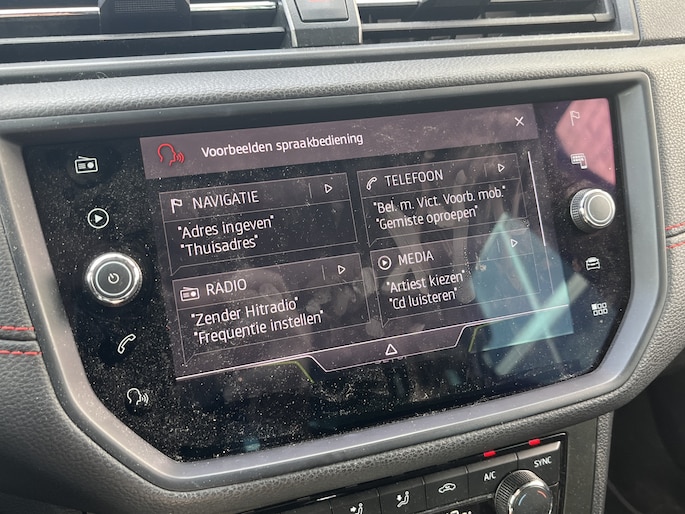 Voorbeelden spraakbediening
NAVIGATIE
"Adres ingeven"
"Thuisadres"
TELEFOON
"Bel. m. Vict. Voorb. mob."
"Gemiste oproepen"
RADIO
"Zender Hitradio"
"Frequentie instellen"
MEDIA
"Artiest kiezen"
"Cd luisteren"
A/C
SYNC